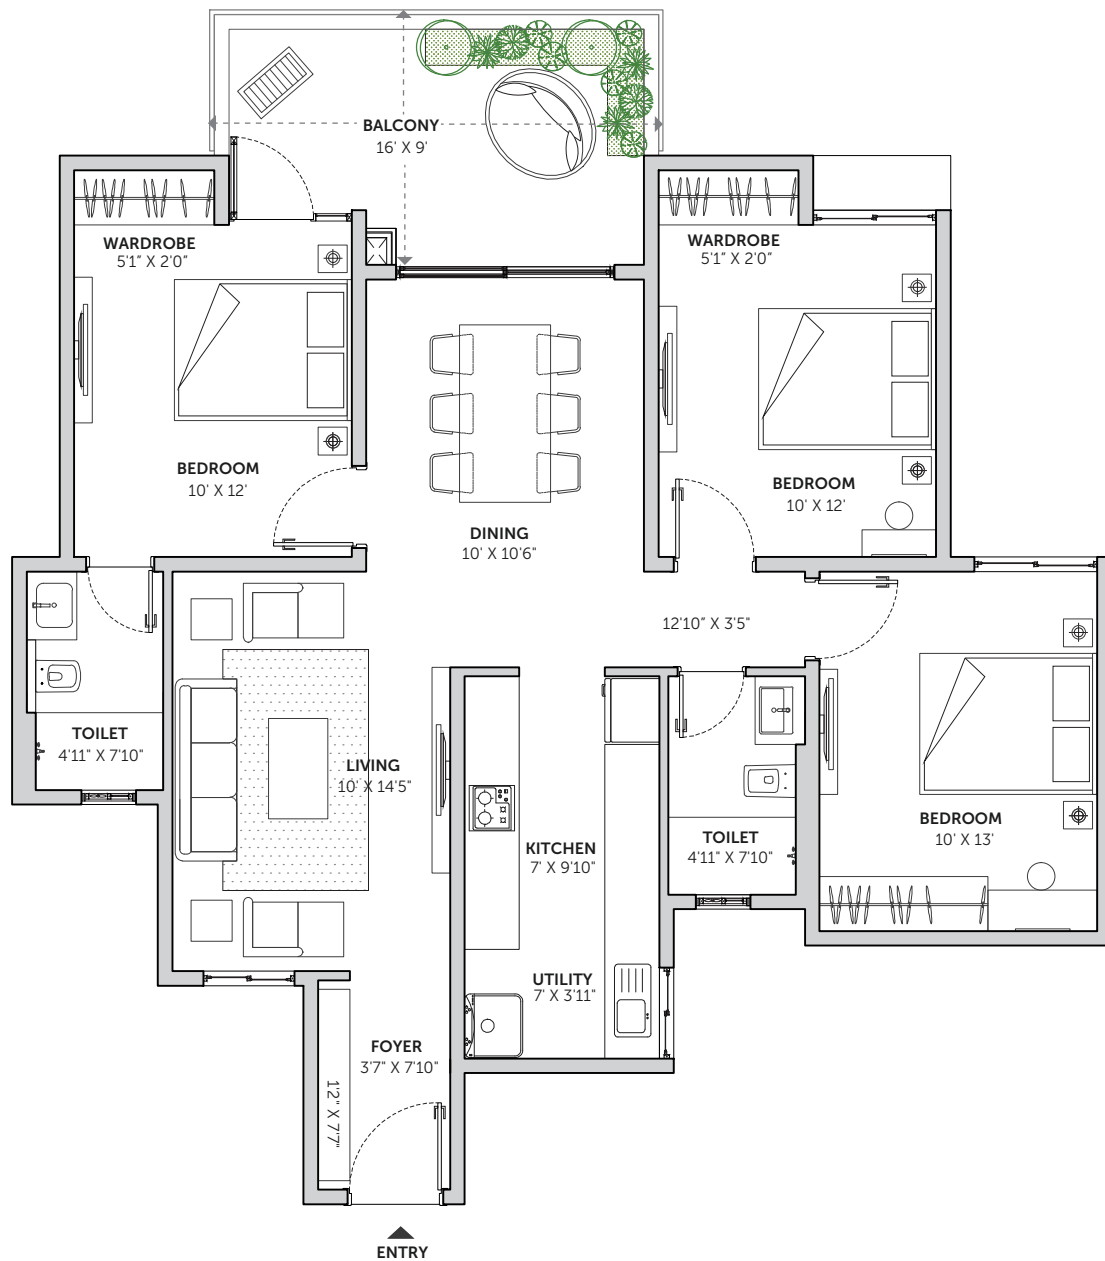 BALCONY
16' X 9'
WARDROBE
5'1" X 2'0"
WARDROBE
5'1" X 2'0"
BEDROOM
10' X 12'
BEDROOM
10' X 12'
DINING
10' X 10'6"
12'10" X 3'5"
TOILET
4'11" X 7'10"
LIVING
10' X 14'5"
KITCHEN
7' X 9'10"
TOILET
4'11" X 7'10"
BEDROOM
10' X 13'
UTILITY
7' X 3'11"
FOYER
3'7" X 7'10"
1'2" X 7'7"
ENTRY